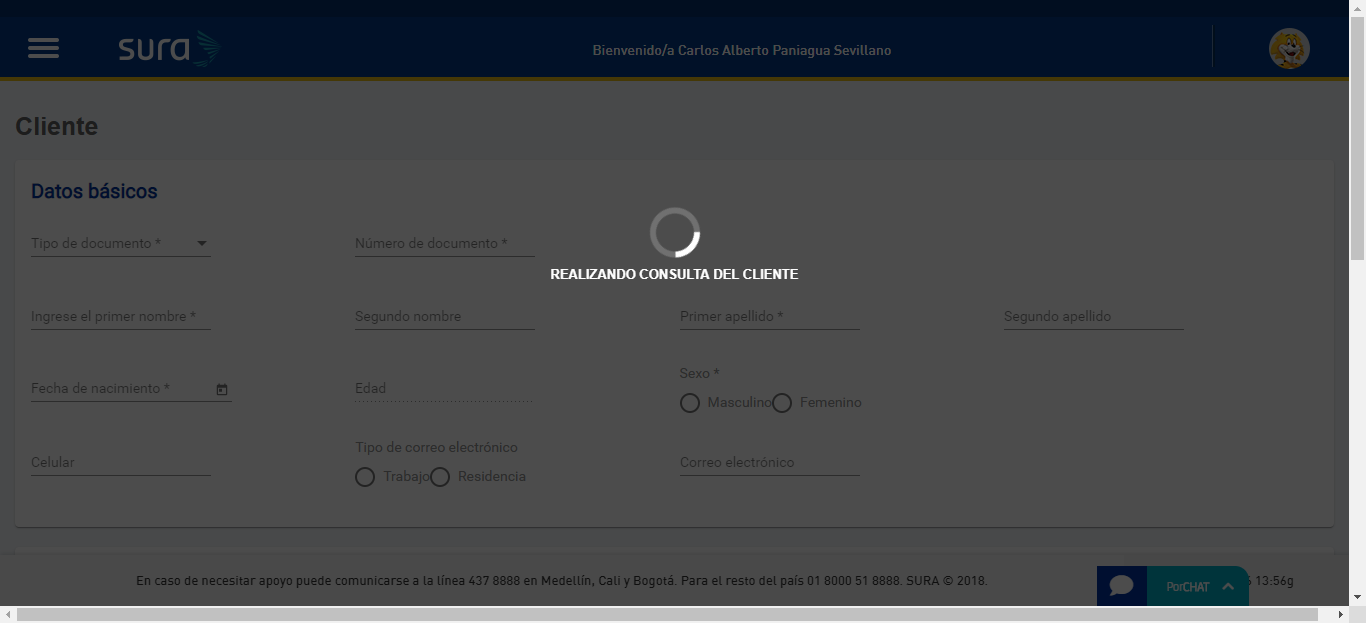 sura
Bienvenido/a Carlos Alberto Paniagua Sevillano
Cliente
Datos básicos
Tipo de documento *
Número de documento *
REALIZANDO CONSULTA DEL CLIENTE
Ingrese el primer nombre *
Segundo nombre
Primer apellido *
Segundo apellido
Fecha de nacimiento *
Edad
Sexo *
Masculino
Femenino
Celular
Tipo de correo electrónico
Trabajo
Residencia
Correo electrónico
En caso de necesitar apoyo puede comunicarse a la línea 437 8888 en Medellín, Cali y Bogotá. Para el resto del país 01 8000 51 8888. SURA © 2018.
PorCHAT
13:56g